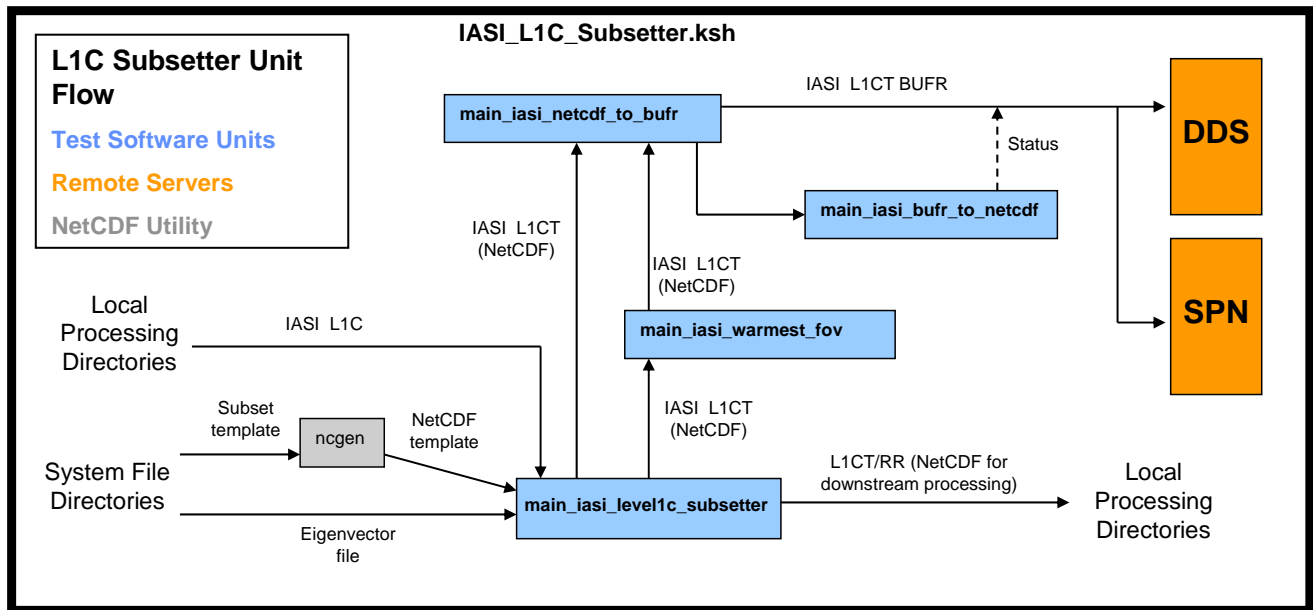 IASI_L1C_Subsetter.ksh
L1C Subsetter Unit
Flow
Test Software Units
Remote Servers
NetCDF Utility
IASI L1CT BUFR
main_iasi_netcdf_to_bufr
DDS
Status
main_iasi_bufr_to_netcdf
IASI L1CT
(NetCDF)
IASI L1CT
(NetCDF)
SPN
Local
Processing
Directories
IASI L1C
main_iasi_warmest_fov
Subset
template
ncgen
NetCDF
template
IASI L1CT
(NetCDF)
System File
Directories
Eigenvector
file
main_iasi_level1c_subsetter
L1CT/RR (NetCDF for
downstream processing)
Local
Processing
Directories